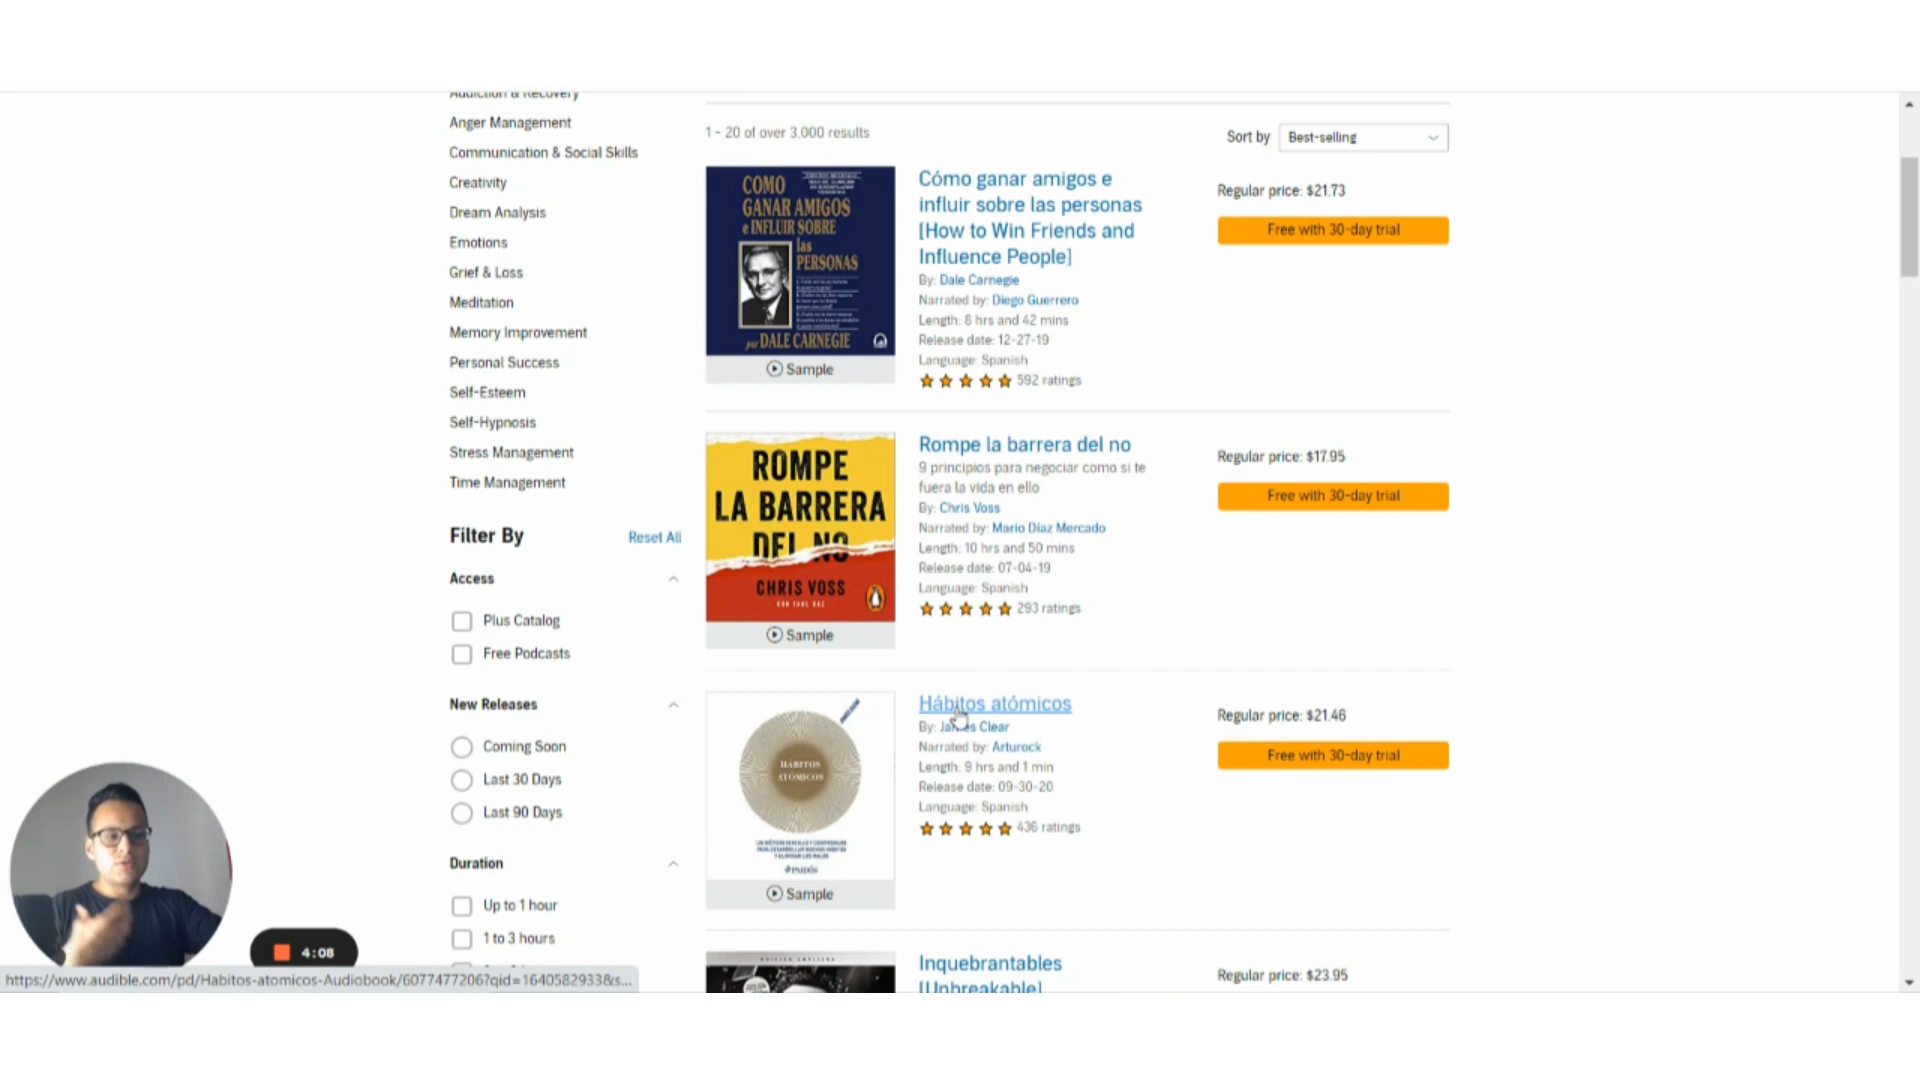 Addiction & Recovery
Anger Management
Communication & Social Skills
Creativity
Dream Analysis
Emotions
Grief & Loss
Meditation
Memory Improvement
Personal Success
Self-Esteem
Self-Hypnosis
Stress Management
Time Management
Filter By
Reset All
Access
Plus Catalog
Free Podcasts
New Releases
Coming Soon
Last 30 Days
Last 90 Days
Duration
Up to 1 hour
1 to 3 hours
1 - 20 of over 3.000 results
Sort by
Best-selling
COMO
GANAR AMIGOS
e INFLUIR SOBRE
las
PERSONAS
por DALE CARNEGIE
Sample
Cómo ganar amigos e
influir sobre las personas
[How to Win Friends and
Influence People]
By: Dale Carnegie
Narrated by: Diego Guerrero
Length: 8 hrs and 42 mins
Release date: 12-27-19
Language: Spanish
592 ratings
Regular price: $21.73
Free with 30-day trial
ROMPE
LA BARRERA
DEL NO
CHRIS VOSS
Sample
Rompe la barrera del no
9 principios para negociar como si te
fuera la vida en ello
By: Chris Voss
Narrated by: Mario Díaz Mercado
Length: 10 hrs and 50 mins
Release date: 07-04-19
Language: Spanish
293 ratings
Regular price: $17.95
Free with 30-day trial
HÁBITOS
ATÓMICOS
Sample
Hábitos atómicos
By: James Clear
Narrated by: Arturock
Length: 9 hrs and 1 min
Release date: 09-30-20
Language: Spanish
436 ratings
Regular price: $21.46
Free with 30-day trial
Inquebrantables
[Unbreakable]
Regular price: $23.95
4:08
https://www.audible.com/pd/Habitos-atomicos-Audiobook/6077477206?qid=1640582933&s...